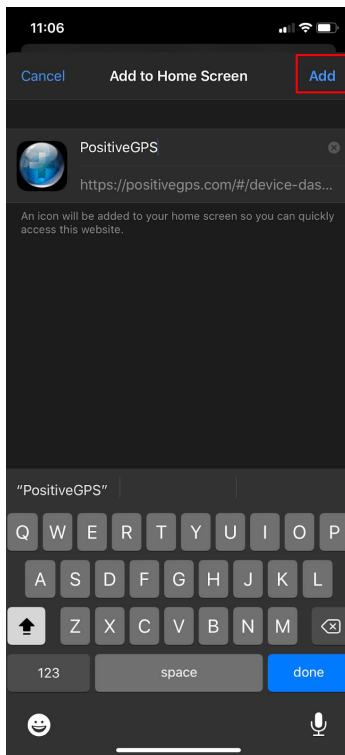 11:06
Cancel Add to Home Screen Add
PositiveGPS
https://positivegps.com/#/device-das...
An icon will be added to your home screen so you can quickly
access this website.
“PositiveGPS”
Q W E R T Y U I O P
A S D F G H J K L
Z X C V B N M
123 space done